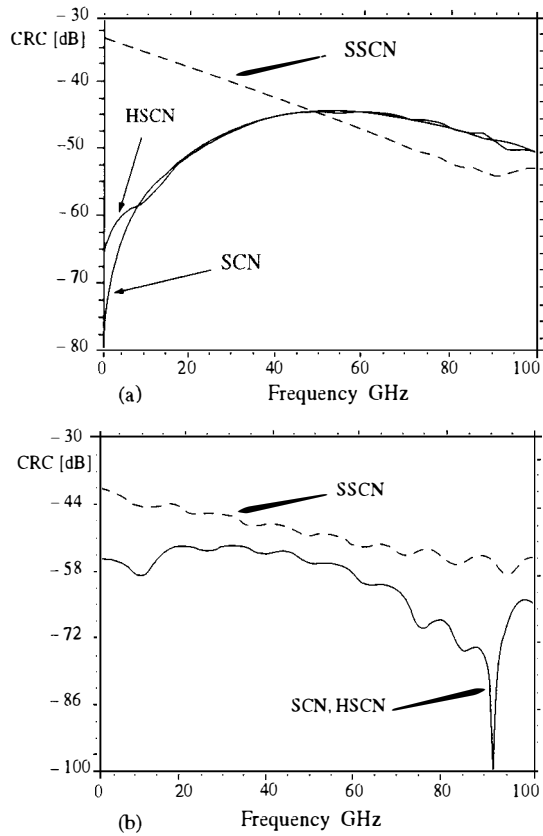 CRC [dB]
- 30
- 40
- 50
- 60
- 70
- 80
SSCN
HSCN
SCN
0 20 40 60 80 100
(a) Frequency GHz
CRC [dB]
- 30
- 44
- 58
- 72
- 86
- 100
SSCN
SCN, HSCN
0 20 40 60 80 100
(b) Frequency GHz